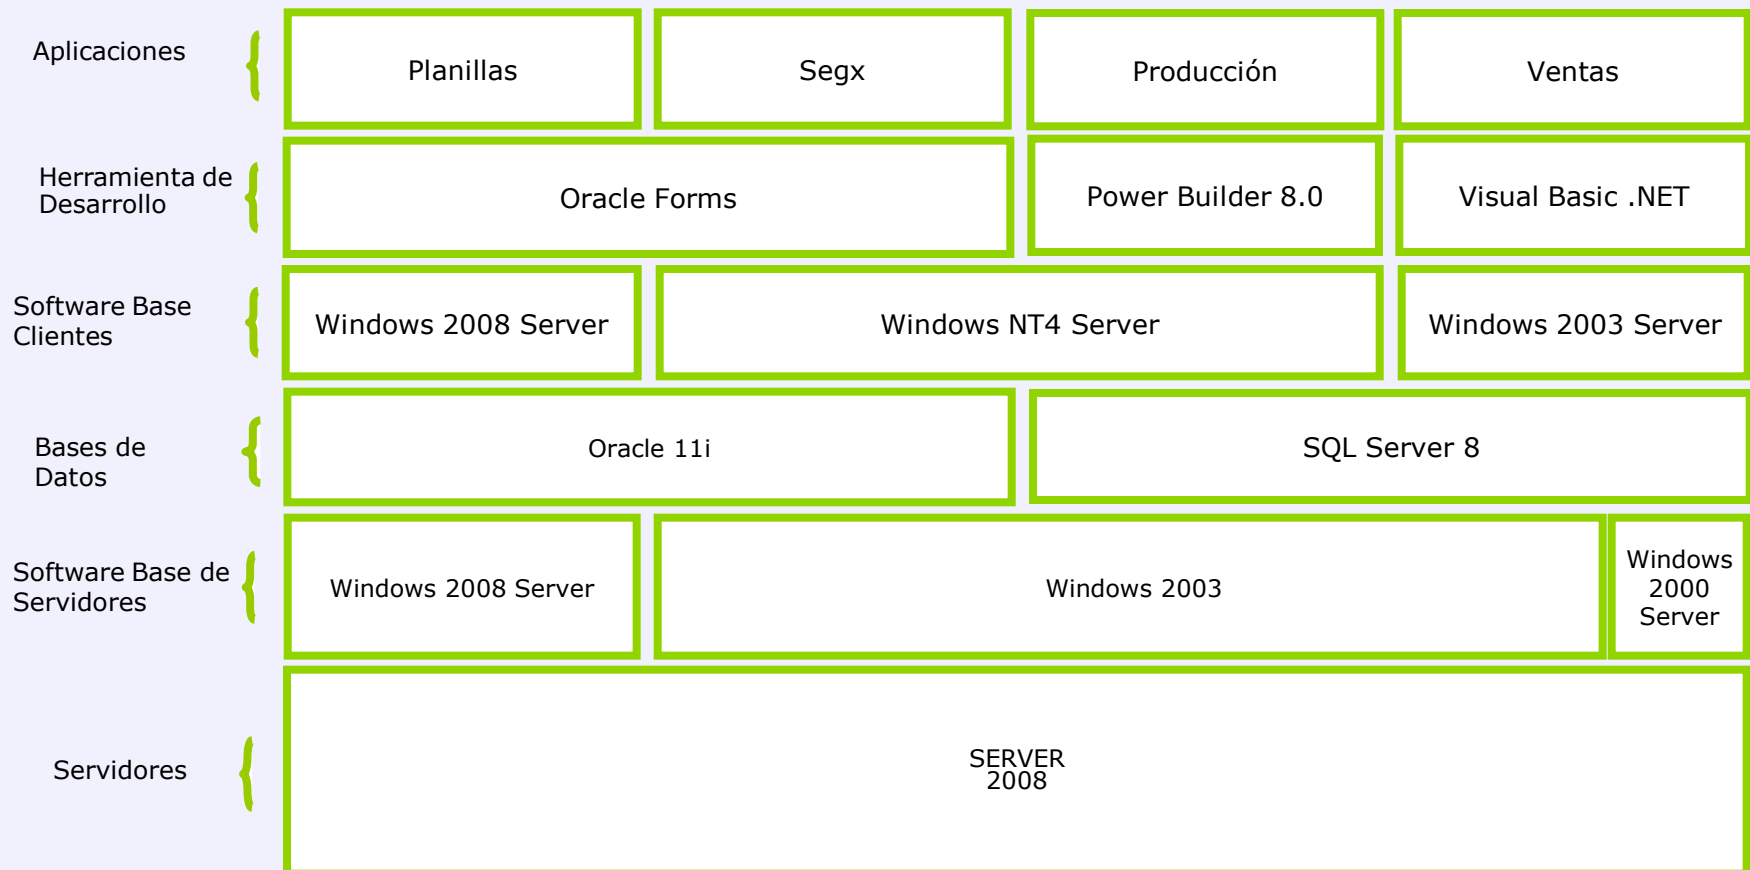 Aplicaciones
Planillas
Segx
Producción
Ventas
Herramienta de
Desarrollo
Oracle Forms
Power Builder 8.0
Visual Basic .NET
Software Base
Clientes
Windows 2008 Server
Windows NT4 Server
Windows 2003 Server
Bases de
Datos
Oracle 11i
SQL Server 8
Software Base de
Servidores
Windows 2008 Server
Windows 2003
Windows
2000
Server
Servidores
SERVER
2008